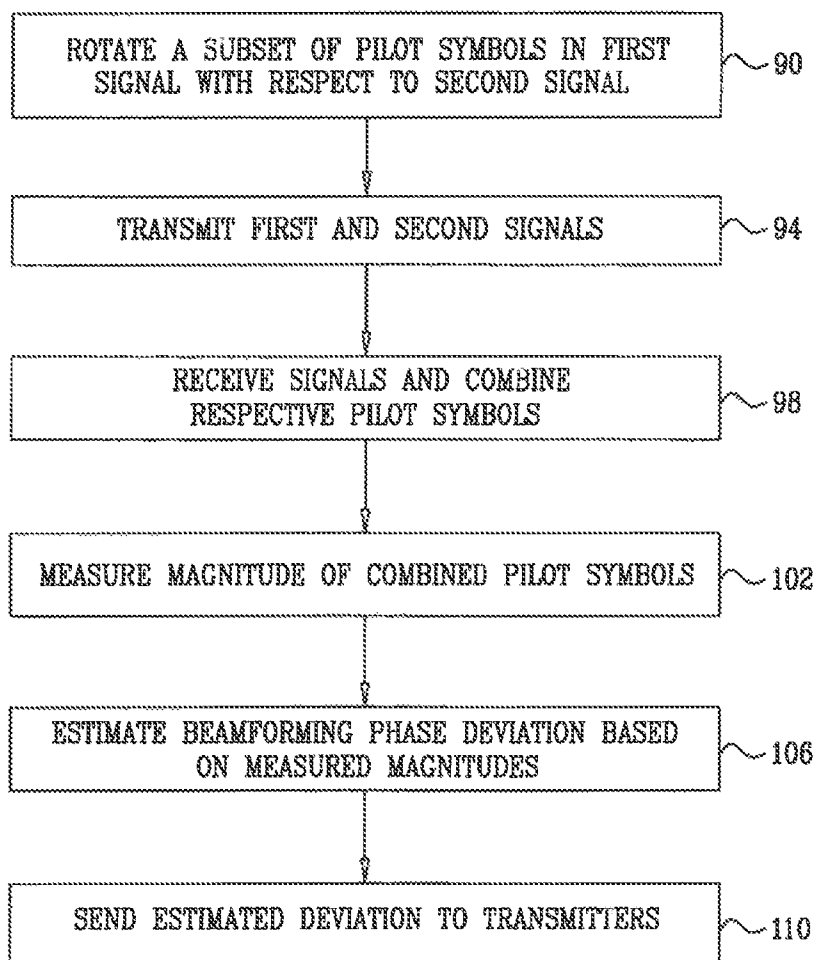 ROTATE A SUBSET OF PILOT SYMBOLS IN FIRST
SIGNAL WITH RESPECT TO SECOND SIGNAL
90
TRANSMIT FIRST AND SECOND SIGNALS
94
RECEIVE SIGNALS AND COMBINE
RESPECTIVE PILOT SYMBOLS
98
MEASURE MAGNITUDE OF COMBINED PILOT SYMBOLS
102
ESTIMATE BEAMFORMING PHASE DEVIATION BASED
ON MEASURED MAGNITUDES
106
SEND ESTIMATED DEVIATION TO TRANSMITTERS
110